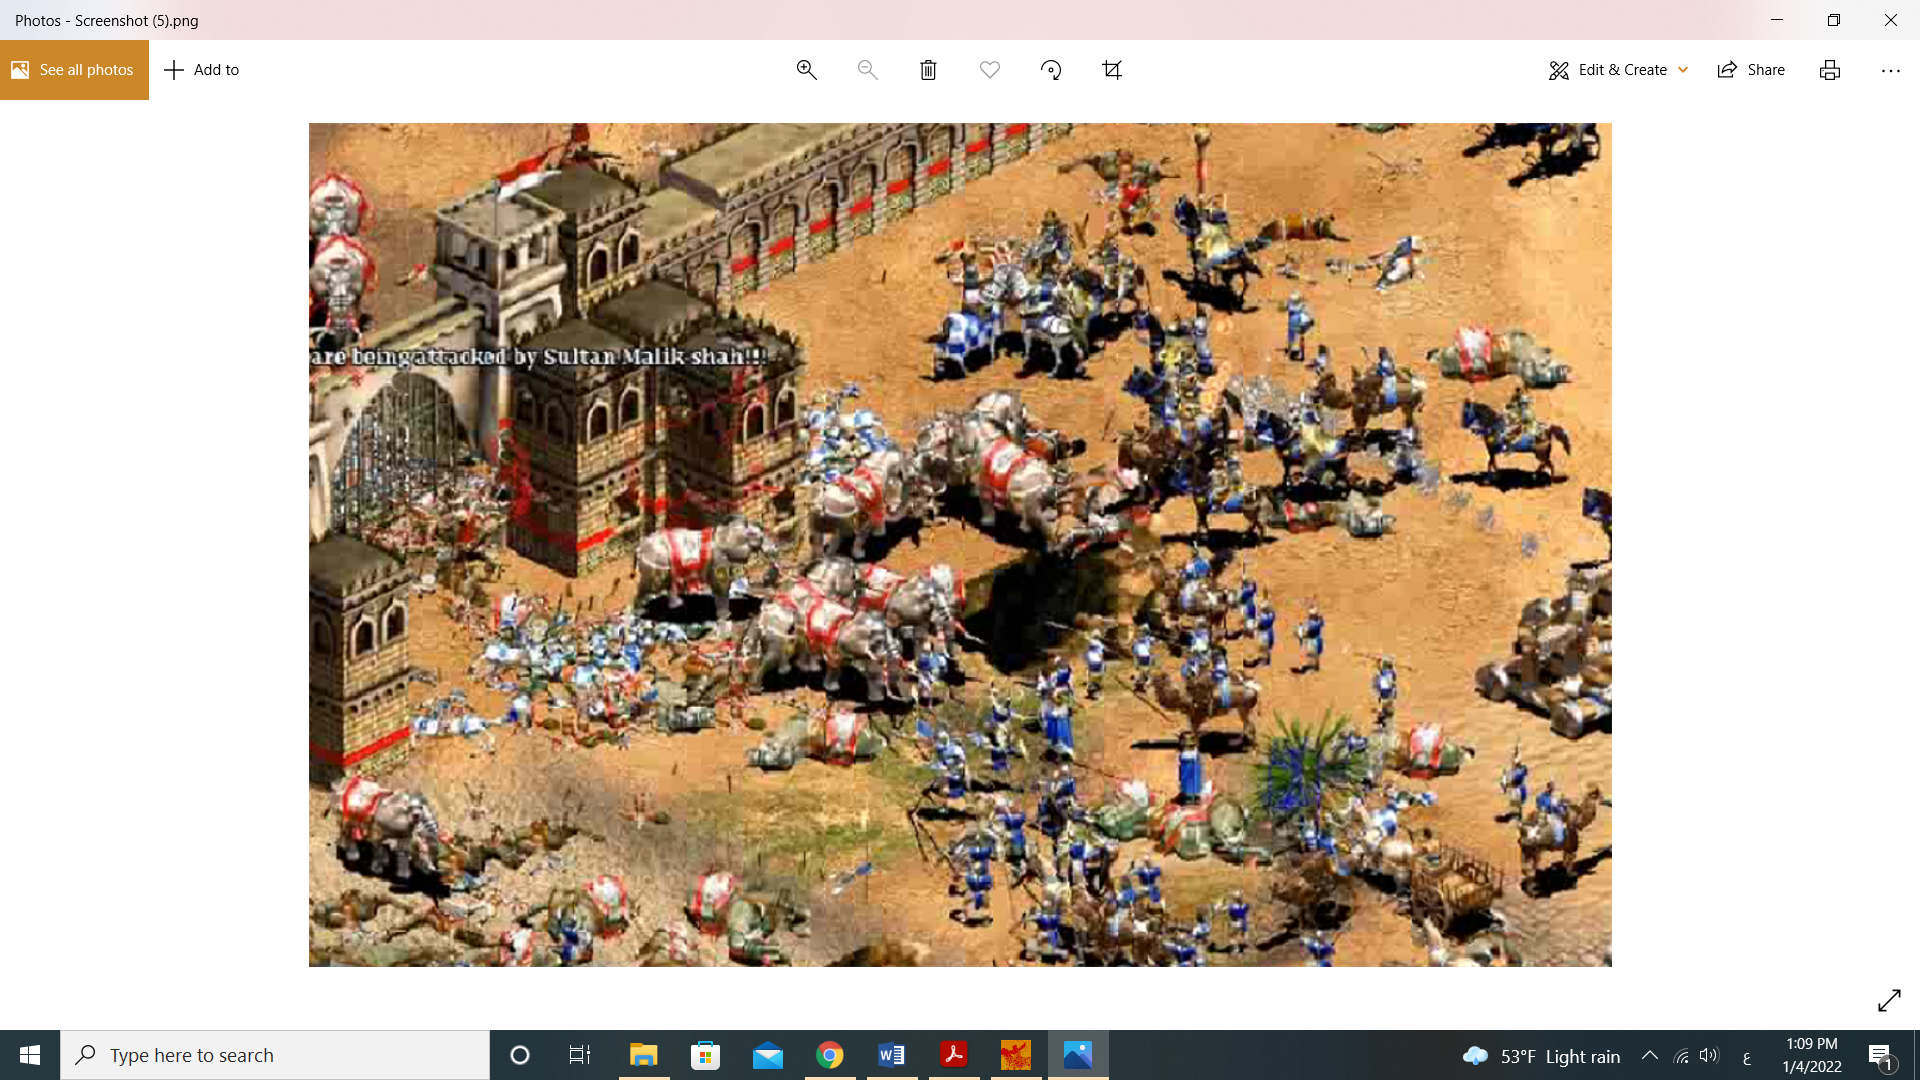 Photos - Screenshot (5).png
See all photos
Add to
Edit & Create
Share
are being attacked by Sultan Malik shah!!!
Type here to search
53°F Light rain
ع
1:09 PM
1/4/2022
1